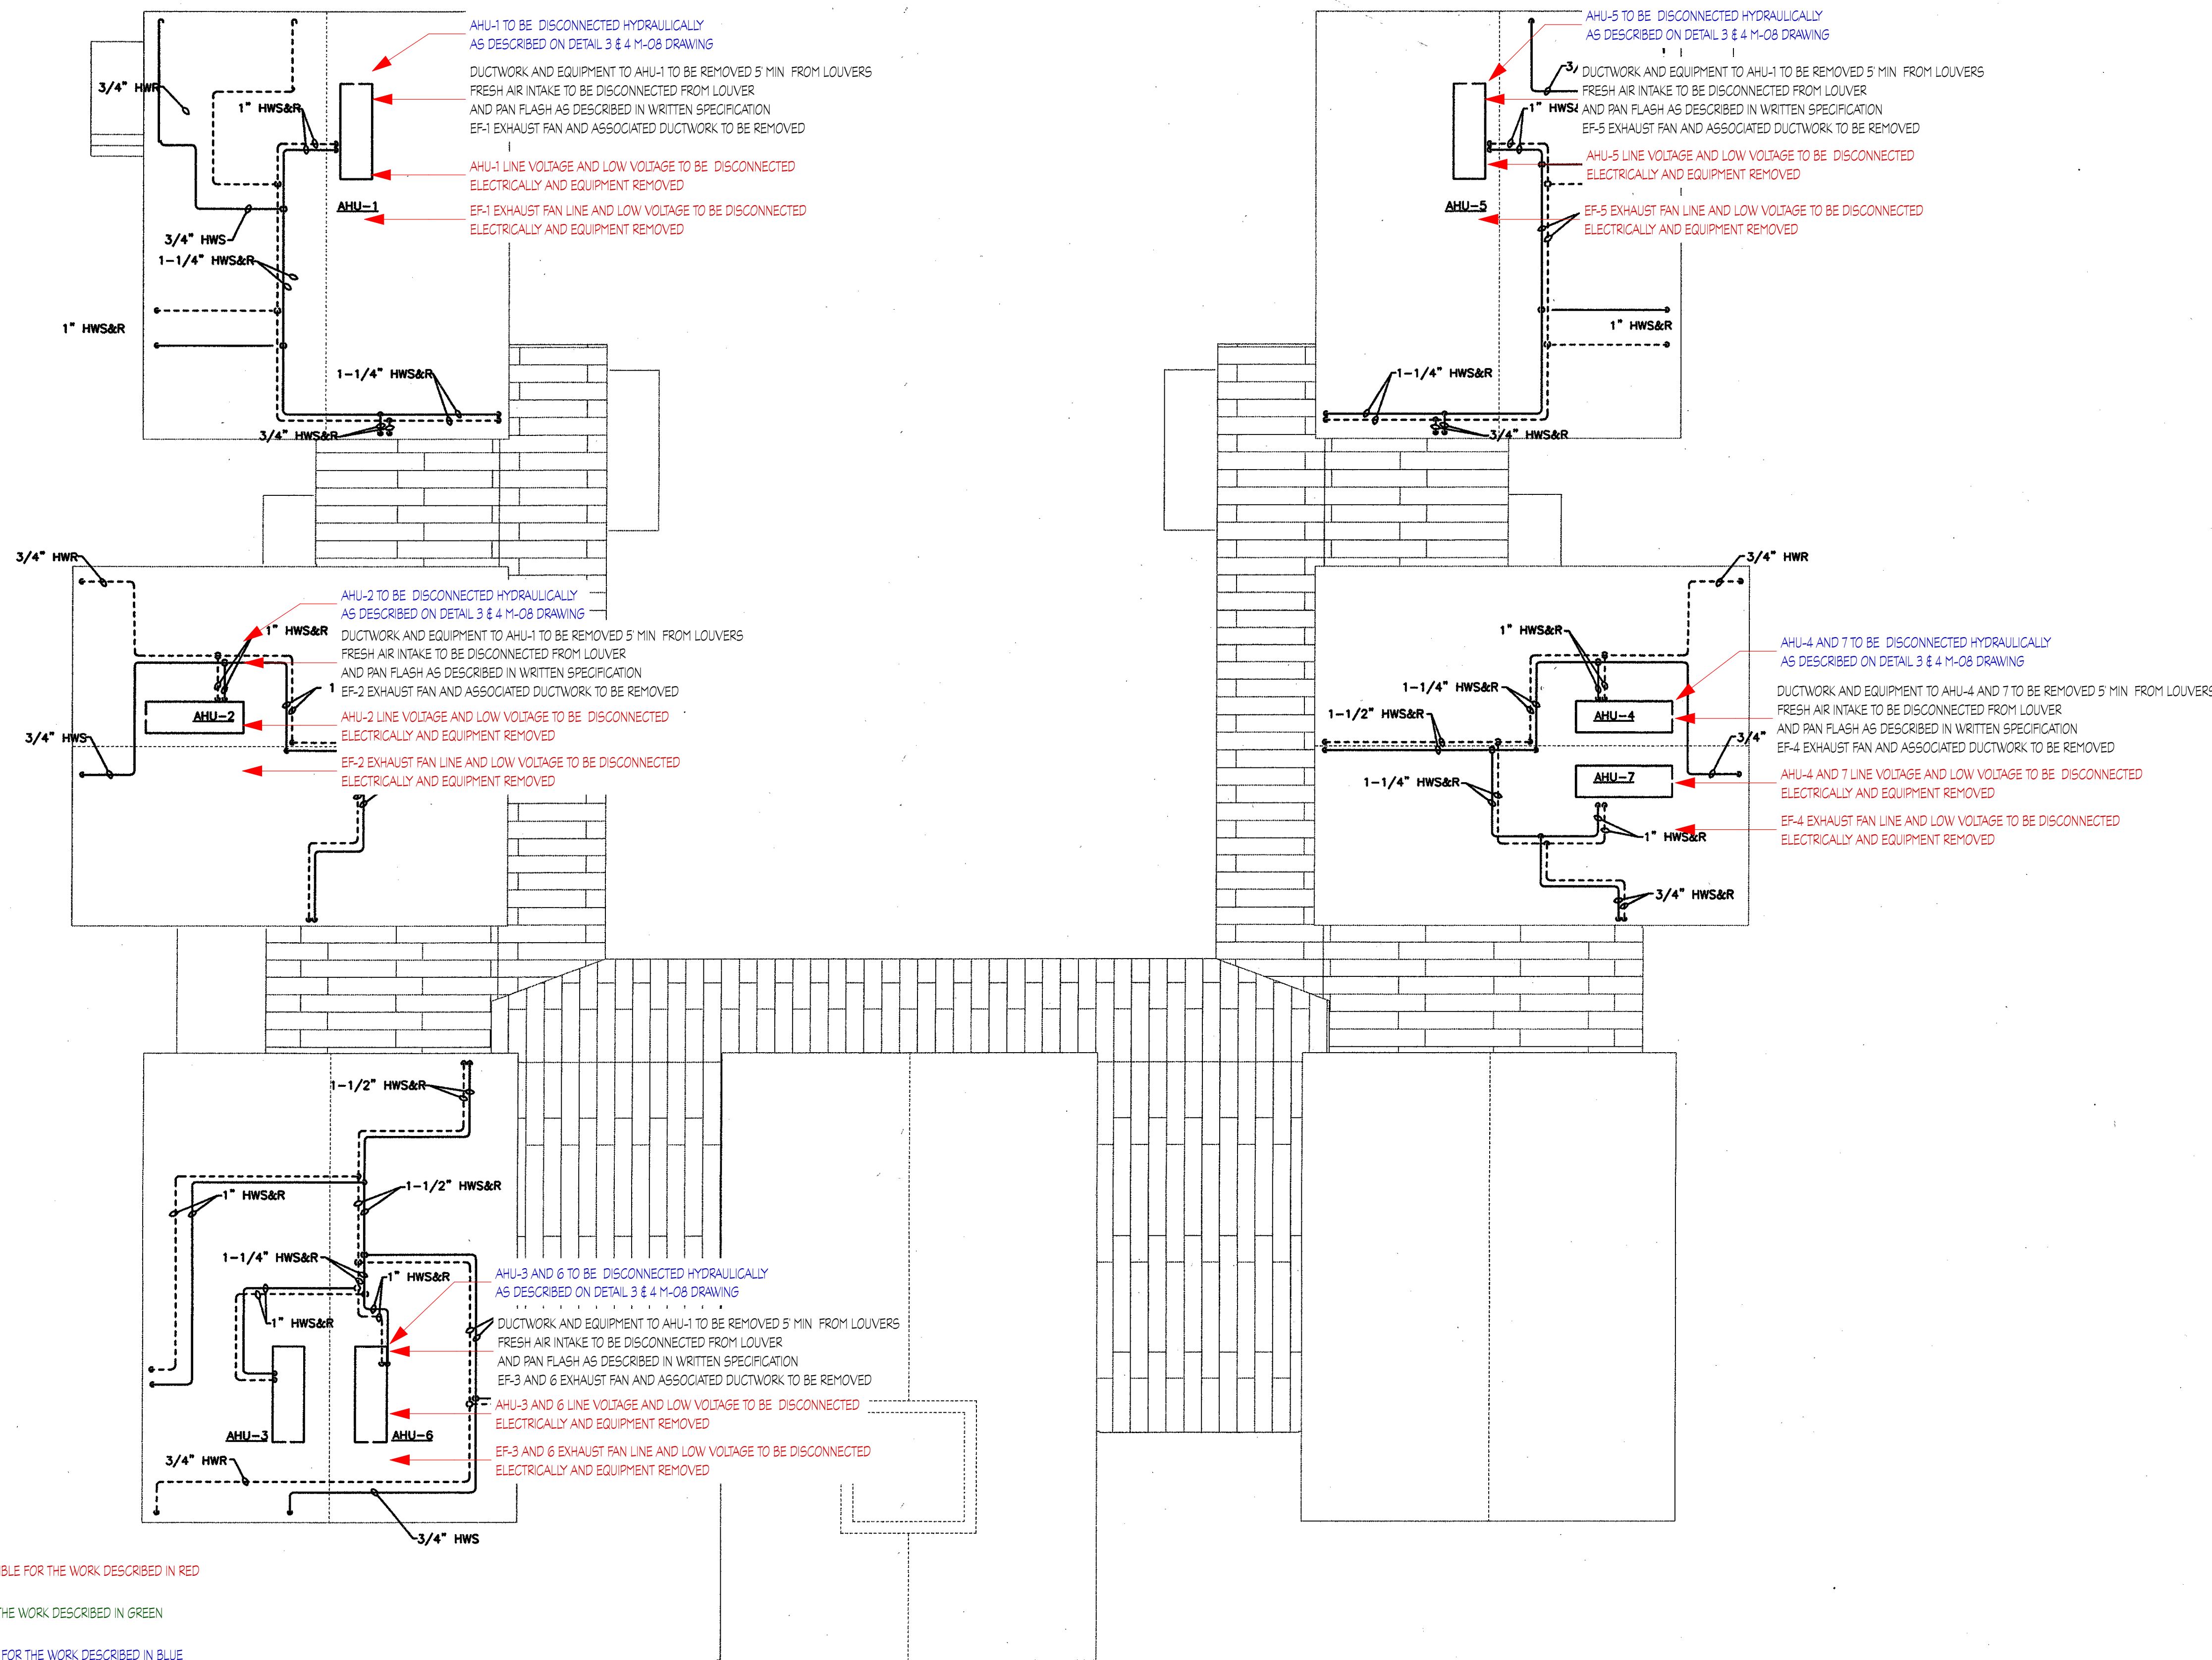 AHU-1 TO BE DISCONNECTED HYDRAULICALLY
AS DESCRIBED ON DETAIL 3 & 4 M-08 DRAWING
DUCTWORK AND EQUIPMENT TO AHU-1 TO BE REMOVED 5' MIN FROM LOUVERS
FRESH AIR INTAKE TO BE DISCONNECTED FROM LOUVER
AND PAN FLASH AS DESCRIBED IN WRITTEN SPECIFICATION
EF-1 EXHAUST FAN AND ASSOCIATED DUCTWORK TO BE REMOVED
AHU-1 LINE VOLTAGE AND LOW VOLTAGE TO BE DISCONNECTED
ELECTRICALLY AND EQUIPMENT REMOVED
EF-1 EXHAUST FAN LINE AND LOW VOLTAGE TO BE DISCONNECTED
ELECTRICALLY AND EQUIPMENT REMOVED
3/4" HWR
1" HWS&R
AHU-1
3/4" HWS
1-1/4" HWS&R
1" HWS&R
1-1/4" HWS&R
3/4" HWS&R
AHU-5 TO BE DISCONNECTED HYDRAULICALLY
AS DESCRIBED ON DETAIL 3 & 4 M-08 DRAWING
3/
DUCTWORK AND EQUIPMENT TO AHU-1 TO BE REMOVED 5' MIN FROM LOUVERS
FRESH AIR INTAKE TO BE DISCONNECTED FROM LOUVER
1" HWS&
AND PAN FLASH AS DESCRIBED IN WRITTEN SPECIFICATION
EF-5 EXHAUST FAN AND ASSOCIATED DUCTWORK TO BE REMOVED
AHU-5 LINE VOLTAGE AND LOW VOLTAGE TO BE DISCONNECTED
ELECTRICALLY AND EQUIPMENT REMOVED
AHU-5
EF-5 EXHAUST FAN LINE AND LOW VOLTAGE TO BE DISCONNECTED
ELECTRICALLY AND EQUIPMENT REMOVED
1" HWS&R
1-1/4" HWS&R
3/4" HWS&R
3/4" HWR
AHU-2 TO BE DISCONNECTED HYDRAULICALLY
AS DESCRIBED ON DETAIL 3 & 4 M-08 DRAWING
1" HWS&R
DUCTWORK AND EQUIPMENT TO AHU-1 TO BE REMOVED 5' MIN FROM LOUVERS
FRESH AIR INTAKE TO BE DISCONNECTED FROM LOUVER
AND PAN FLASH AS DESCRIBED IN WRITTEN SPECIFICATION
1
EF-2 EXHAUST FAN AND ASSOCIATED DUCTWORK TO BE REMOVED
AHU-2
AHU-2 LINE VOLTAGE AND LOW VOLTAGE TO BE DISCONNECTED
ELECTRICALLY AND EQUIPMENT REMOVED
3/4" HWS
EF-2 EXHAUST FAN LINE AND LOW VOLTAGE TO BE DISCONNECTED
ELECTRICALLY AND EQUIPMENT REMOVED
3/4" HWR
1" HWS&R
AHU-4 AND 7 TO BE DISCONNECTED HYDRAULICALLY
AS DESCRIBED ON DETAIL 3 & 4 M-08 DRAWING
1-1/4" HWS&R
DUCTWORK AND EQUIPMENT TO AHU-4 AND 7 TO BE REMOVED 5' MIN FROM LOUVERS
FRESH AIR INTAKE TO BE DISCONNECTED FROM LOUVER
1-1/2" HWS&R
AHU-4
AND PAN FLASH AS DESCRIBED IN WRITTEN SPECIFICATION
3/4"
EF-4 EXHAUST FAN AND ASSOCIATED DUCTWORK TO BE REMOVED
1-1/4" HWS&R
AHU-7
AHU-4 AND 7 LINE VOLTAGE AND LOW VOLTAGE TO BE DISCONNECTED
ELECTRICALLY AND EQUIPMENT REMOVED
EF-4 EXHAUST FAN LINE AND LOW VOLTAGE TO BE DISCONNECTED
ELECTRICALLY AND EQUIPMENT REMOVED
1" HWS&R
3/4" HWS&R
1-1/2" HWS&R
1" HWS&R
1-1/2" HWS&R
1-1/4" HWS&R
1" HWS&R
AHU-3 AND 6 TO BE DISCONNECTED HYDRAULICALLY
AS DESCRIBED ON DETAIL 3 & 4 M-08 DRAWING
1" HWS&R
DUCTWORK AND EQUIPMENT TO AHU-1 TO BE REMOVED 5' MIN FROM LOUVERS
FRESH AIR INTAKE TO BE DISCONNECTED FROM LOUVER
AND PAN FLASH AS DESCRIBED IN WRITTEN SPECIFICATION
EF-3 AND 6 EXHAUST FAN AND ASSOCIATED DUCTWORK TO BE REMOVED
AHU-3 AND 6 LINE VOLTAGE AND LOW VOLTAGE TO BE DISCONNECTED
ELECTRICALLY AND EQUIPMENT REMOVED
AHU-3
AHU-6
EF-3 AND 6 EXHAUST FAN LINE AND LOW VOLTAGE TO BE DISCONNECTED
ELECTRICALLY AND EQUIPMENT REMOVED
3/4" HWR
3/4" HWS
IBLE FOR THE WORK DESCRIBED IN RED
THE WORK DESCRIBED IN GREEN
FOR THE WORK DESCRIBED IN BLUE